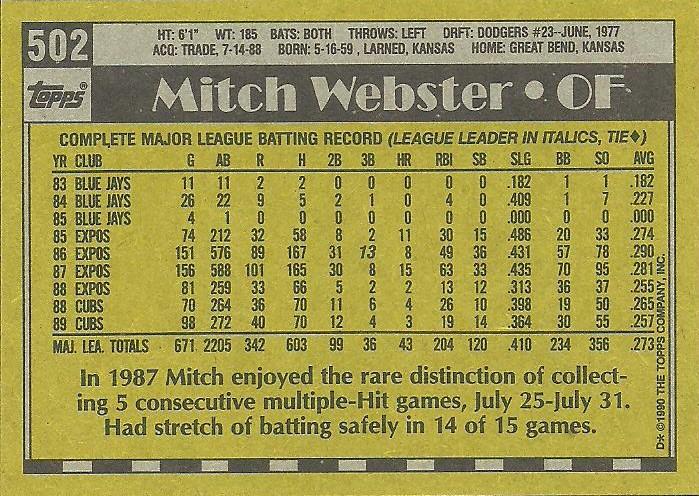 502
HT: 6'1" WT: 185 BATS: BOTH THROWS: LEFT DRFT: DODGERS #23--JUNE, 1977
ACQ: TRADE, 7-14-88 BORN: 5-16-59 , LARNED, KANSAS HOME: GREAT BEND, KANSAS
topps®
Mitch Webster • OF
COMPLETE MAJOR LEAGUE BATTING RECORD (LEAGUE LEADER IN ITALICS, TIE♦)
YR CLUB G AB R H 2B 3B HR RBI SB SLG BB SO AVG
83 BLUE JAYS 11 11 2 2 0 0 0 0 0 .182 1 1 .182
84 BLUE JAYS 26 22 9 5 2 1 0 4 0 .409 1 7 .227
85 BLUE JAYS 4 1 0 0 0 0 0 0 0 .000 0 0 .000
85 EXPOS 74 212 32 58 8 2 11 30 15 .486 20 33 .274
86 EXPOS 151 576 89 167 31 13 8 49 36 .431 57 78 .290
87 EXPOS 156 588 101 165 30 8 15 63 33 .435 70 95 .281
88 EXPOS 81 259 33 66 5 2 2 13 12 .313 36 37 .255
88 CUBS 70 264 36 70 11 6 4 26 10 .398 19 50 .265
89 CUBS 98 272 40 70 12 4 3 19 14 .364 30 55 .257
MAJ. LEA. TOTALS 671 2205 342 603 99 36 43 204 120 .410 234 356 .273
In 1987 Mitch enjoyed the rare distinction of collect-
ing 5 consecutive multiple-Hit games, July 25-July 31.
Had stretch of batting safely in 14 of 15 games.
D* ©1990 THE TOPPS COMPANY, INC.